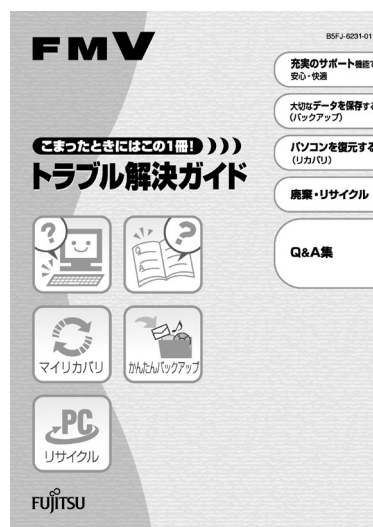 B5FJ-6231-01
FMV
充実のサポート機能で
安心・快適
大切なデータを保存する
(バックアップ)
パソコンを復元する
(リカバリ)
廃棄・リサイクル
Q&A集
こまったときにはこの1冊!
トラブル解決ガイド
?
?
マイリカバリ
かんたんバックアップ
PC
リサイクル
FUJITSU